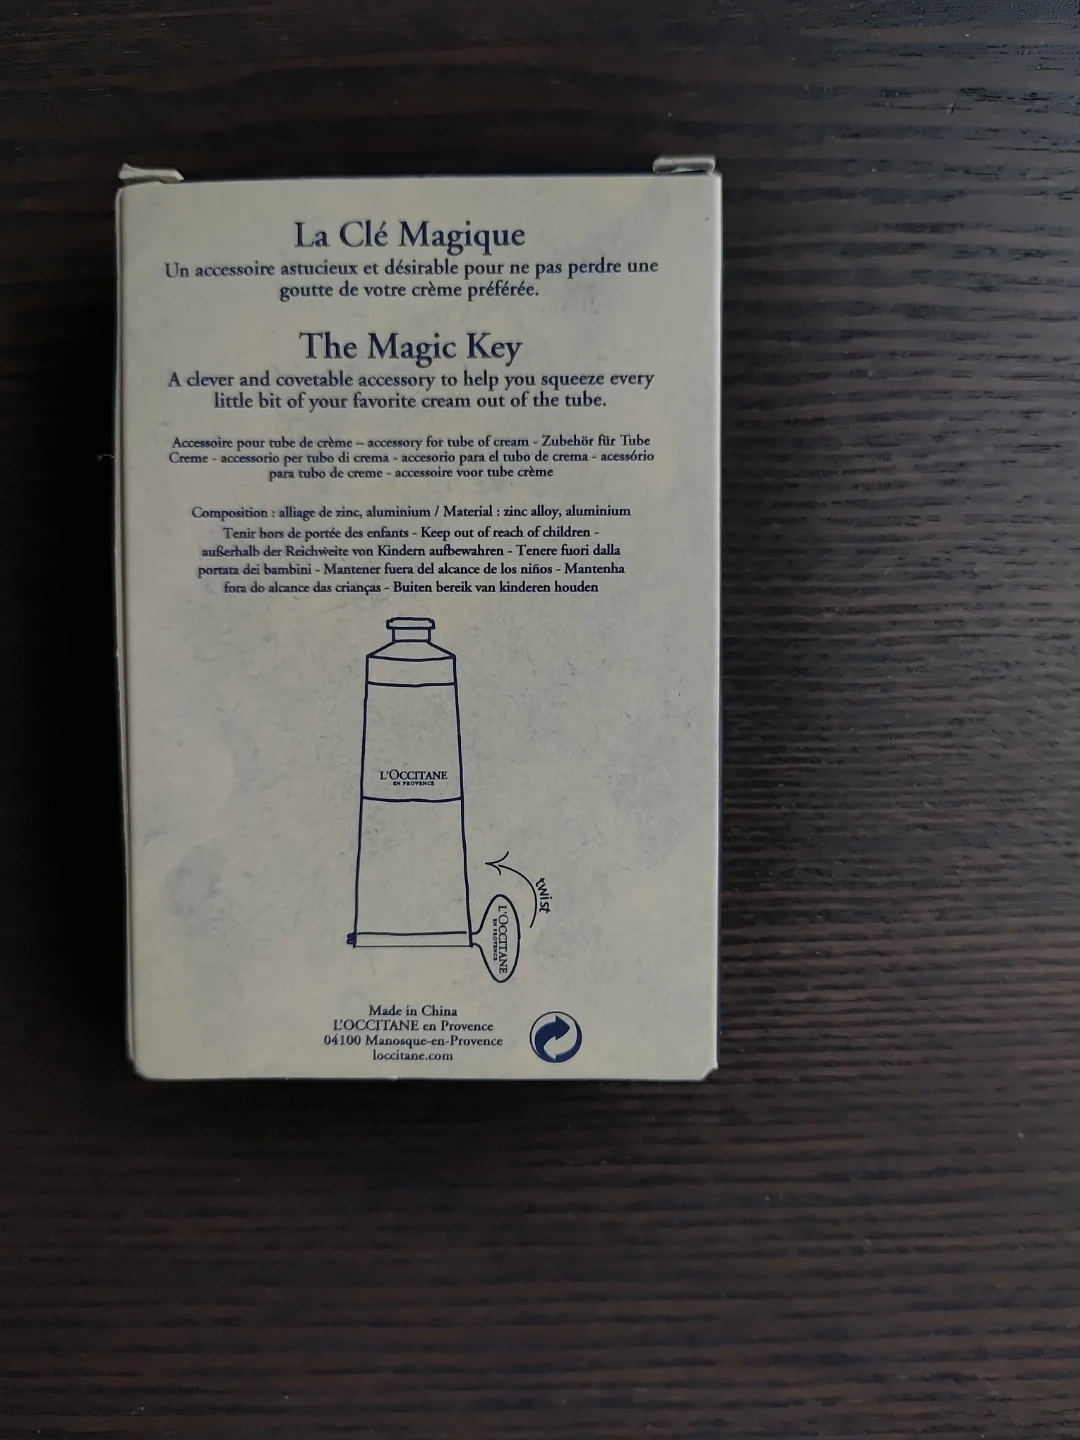 La Clé Magique
Un accessoire astucieux et désirable pour ne pas perdre une
goutte de votre crème préférée.
The Magic Key
A clever and covetable accessory to help you squeeze every
little bit of your favorite cream out of the tube.
Accessoire pour tube de crème – accessory for tube of cream - Zubehör für Tube
Creme - accessorio per tubo di crema - accesorio para el tubo de crema - acessório
para tubo de creme - accessoire voor tube crème
Composition : alliage de zinc, aluminium / Material : zinc alloy, aluminium
Tenir hors de portée des enfants - Keep out of reach of children -
außerhalb der Reichweite von Kindern aufbewahren - Tenere fuori dalla
portata dei bambini - Mantener fuera del alcance de los niños - Mantenha
fora do alcance das crianças - Buiten bereik van kinderen houden
L'OCCITANE
EN PROVENCE
twist
L'OCCITANE
EN PROVENCE
Made in China
L'OCCITANE en Provence
04100 Manosque-en-Provence
loccitane.com